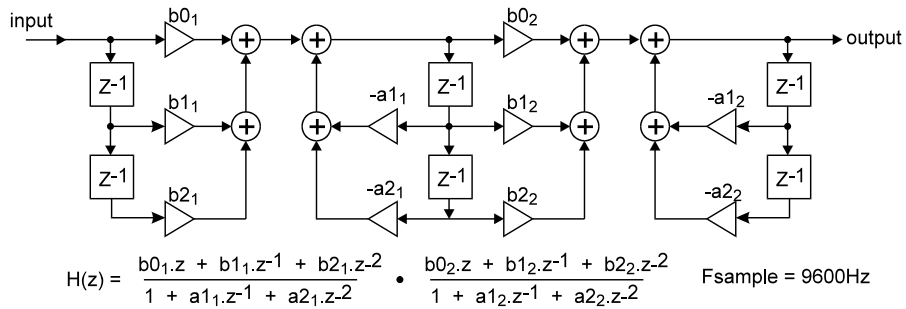 input
b0₁
b0₂
output
+
+
+
+
z-1
z-1
z-1
b1₁
-a1₁
b1₂
-a1₂
+
+
+
+
z-1
z-1
z-1
b2₁
-a2₁
b2₂
-a2₂
H(z) = b0₁.z + b1₁.z-1 + b2₁.z-2 • b0₂.z + b1₂.z-1 + b2₂.z-2 Fsample = 9600Hz
1 + a1₁.z-1 + a2₁.z-2 1 + a1₂.z-1 + a2₂.z-2